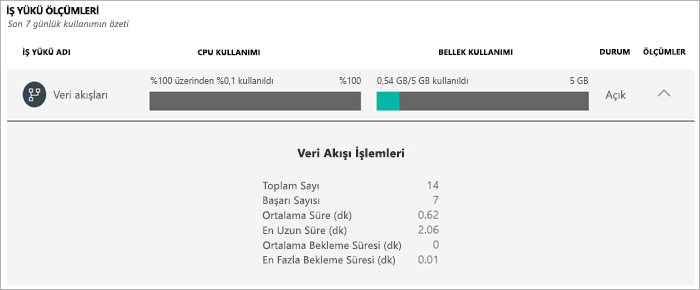 İŞ YÜKÜ ÖLÇÜMLERİ
Son 7 günlük kullanımın özeti
İŞ YÜKÜ ADI CPU KULLANIMI BELLEK KULLANIMI DURUM ÖLÇÜMLER
%100 üzerinden %0,1 kullanıldı %100 0,54 GB/5 GB kullanıldı 5 GB
Veri akışları Açık
Veri Akışı İşlemleri
Toplam Sayı 14
Başarı Sayısı 7
Ortalama Süre (dk) 0.62
En Uzun Süre (dk) 2.06
Ortalama Bekleme Süresi (dk) 0
En Fazla Bekleme Süresi (dk) 0.01